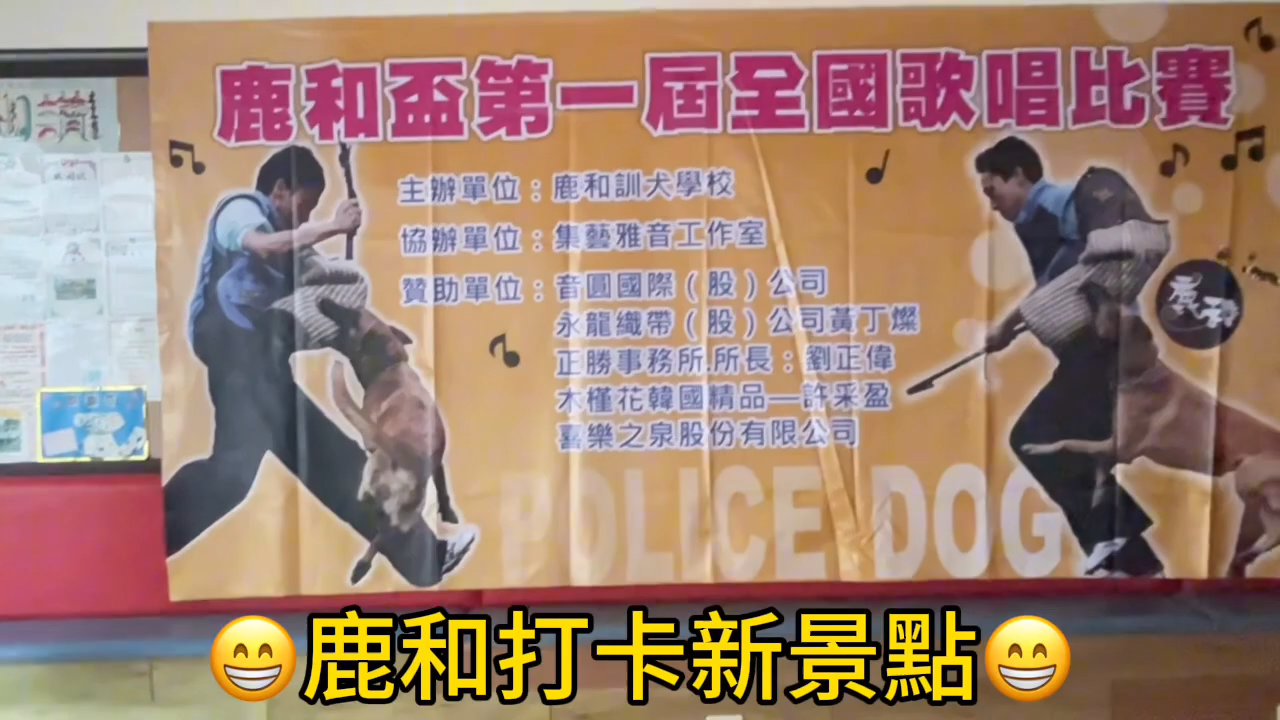 鹿和盃第一屆全國歌唱比賽
主辦單位：鹿和訓犬學校
協辦單位：集藝雅音工作室
贊助單位：音圓國際（股）公司
永龍織帶（股）公司黃丁燦
正勝事務所.所長：劉正偉
木槿花韓國精品—許采盈
喜樂之泉股份有限公司
鹿和
POLICE DOG
😁鹿和打卡新景點😁